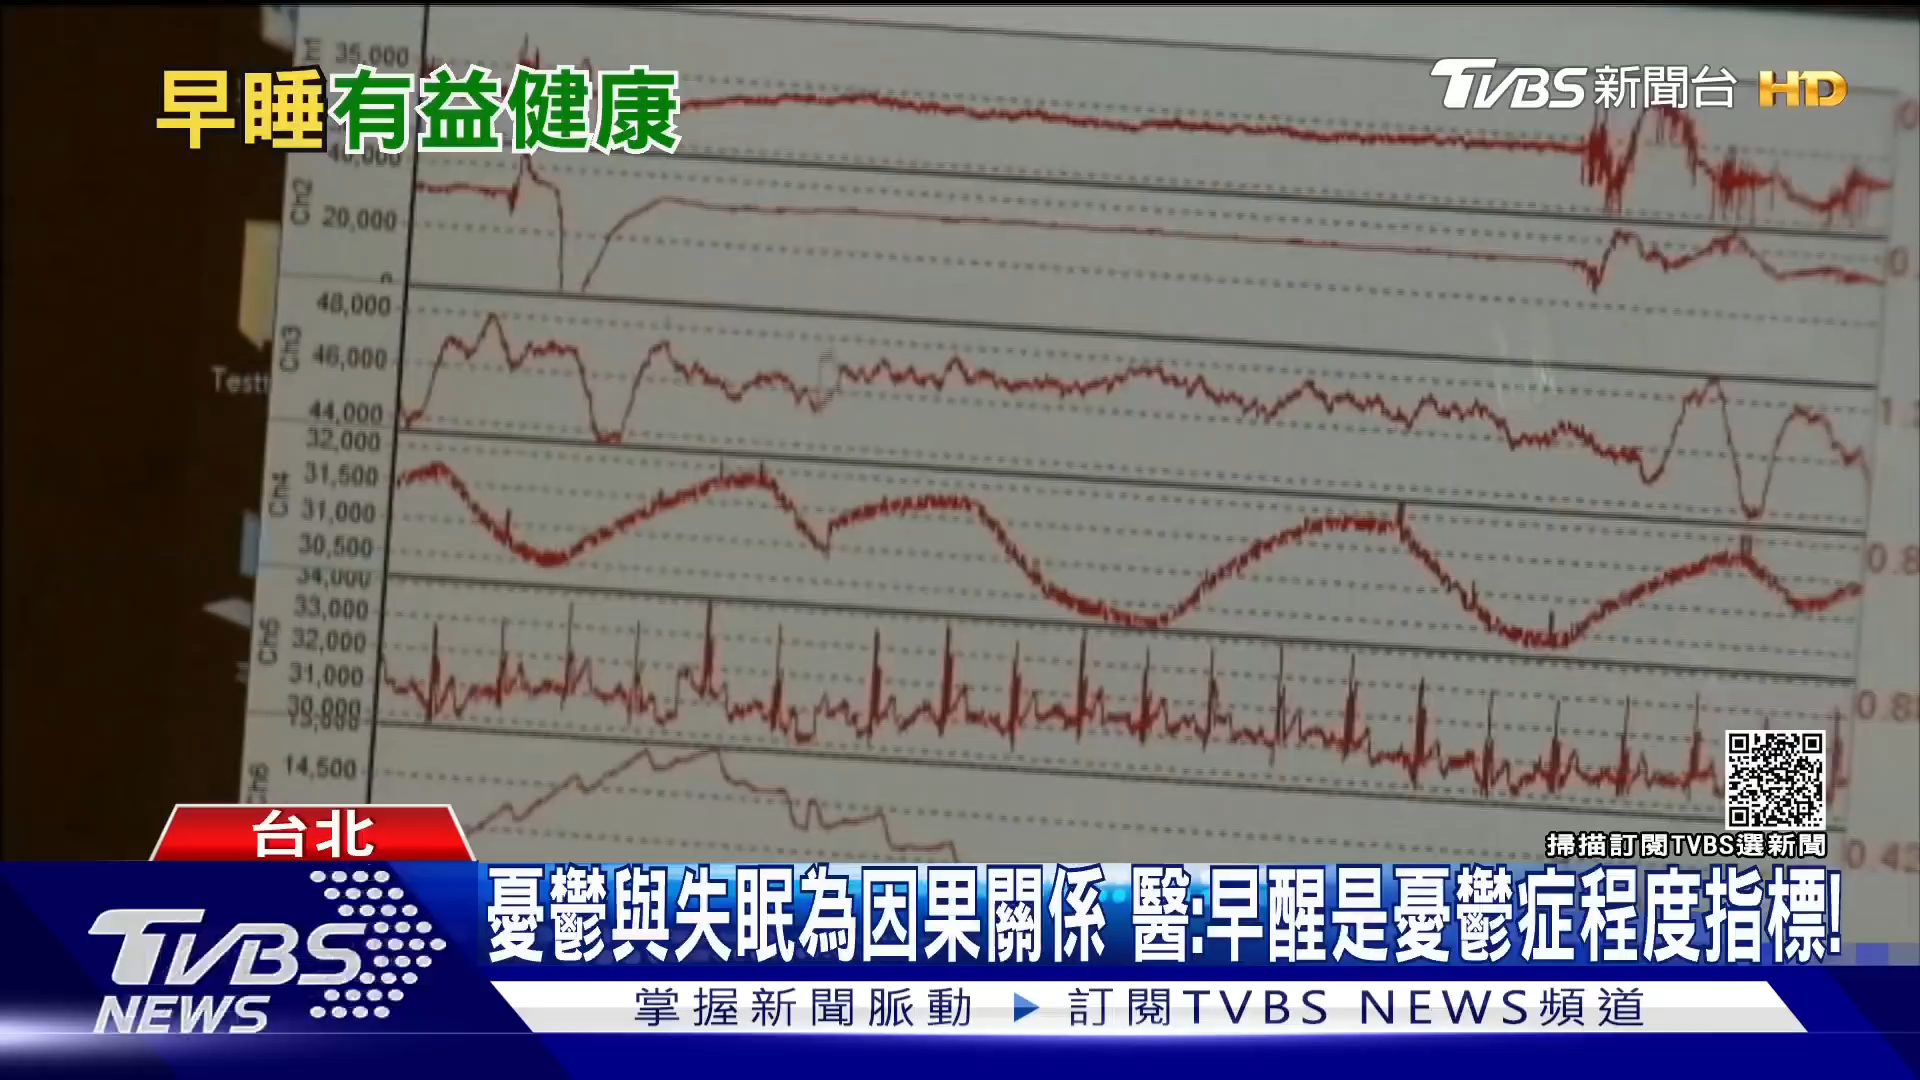 35,000
早睡有益健康
TVBS新聞台 HD
40,000
Ch2
20,000
0
48,000
Ch3
46,000
44,000
32,000
31,500
Ch4
31,000
30,500
34,000
33,000
Ch5
32,000
31,000
30,000
15,000
14,500
Ch6
台北
掃描訂閱TVBS選新聞
憂鬱與失眠為因果關係 醫:早醒是憂鬱症程度指標!
TVBS NEWS
掌握新聞脈動 ▶ 訂閱TVBS NEWS頻道